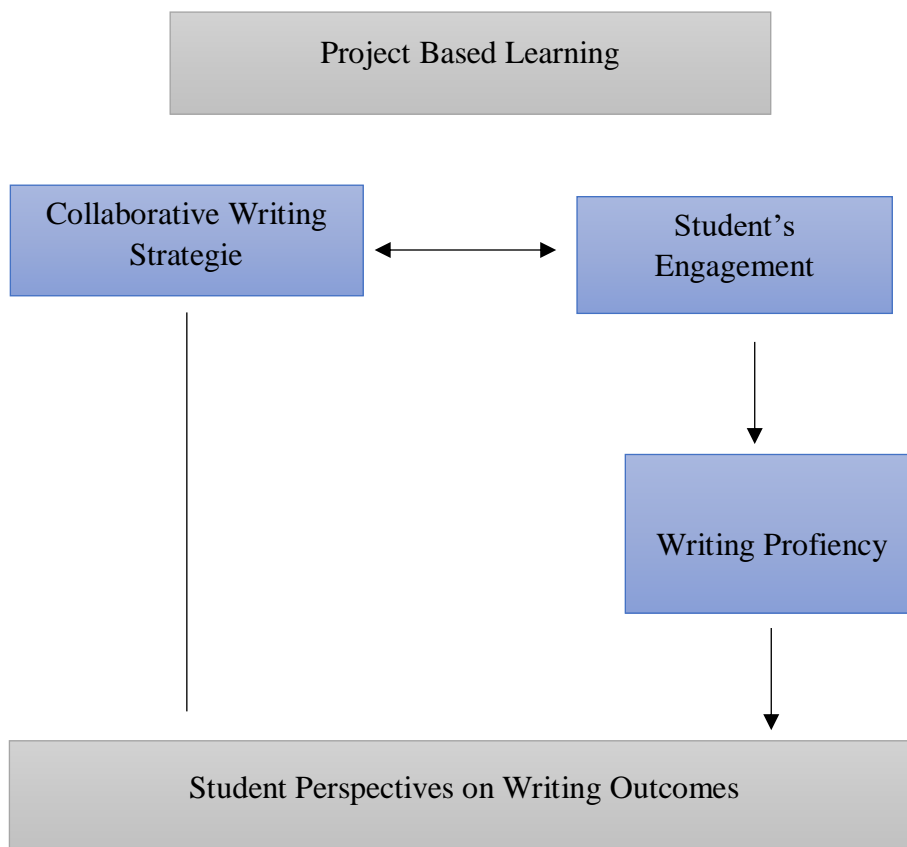 Project Based Learning
Collaborative Writing
Strategie
Student’s
Engagement
Writing Profiency
Student Perspectives on Writing Outcomes